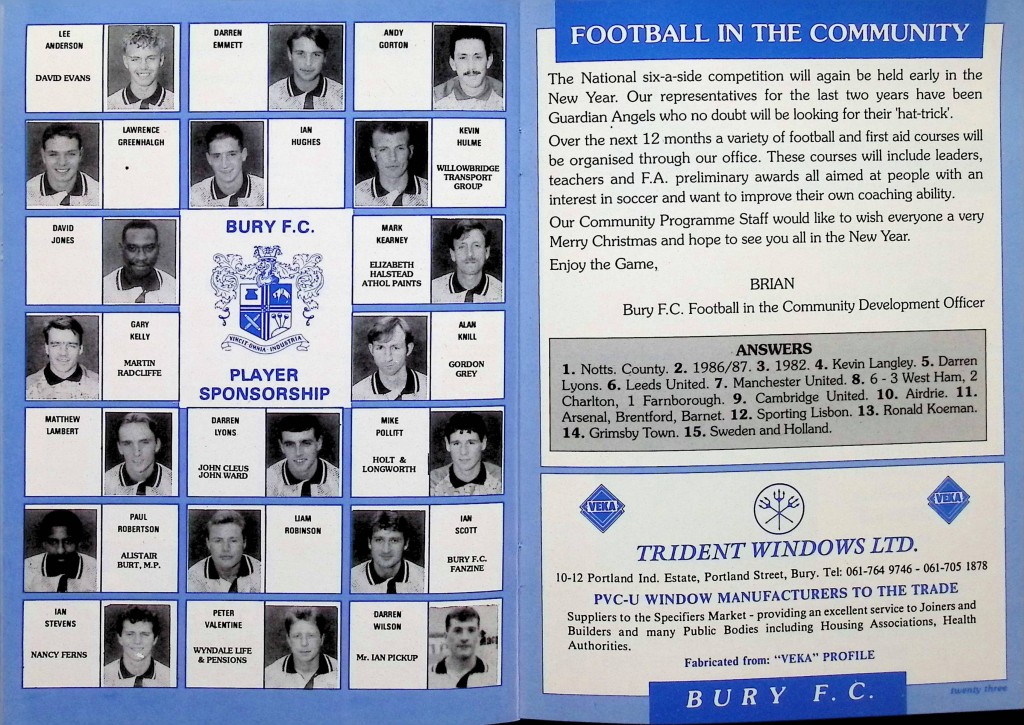 LEE
ANDERSON
DAVID EVANS
DARREN
EMMETT
ANDY
GORTON
LAWRENCE
GREENHALGH
IAN
HUGHES
KEVIN
HULME
WILLOWBRIDGE
TRANSPORT
GROUP
DAVID
JONES
BURY F.C.
VINCIT OMNIA INDUSTRIA
PLAYER
SPONSORSHIP
MARK
KEARNEY
ELIZABETH
HALSTEAD
ATHOL PAINTS
GARY
KELLY
MARTIN
RADCLIFFE
ALAN
KNILL
GORDON
GREY
MATTHEW
LAMBERT
DARREN
LYONS
JOHN CLEUS
JOHN WARD
MIKE
POLLITT
HOLT &
LONGWORTH
PAUL
ROBERTSON
ALISTAIR
BURT, M.P.
LIAM
ROBINSON
IAN
SCOTT
BURY F.C.
FANZINE
IAN
STEVENS
NANCY FERNS
PETER
VALENTINE
WYNDALE LIFE
& PENSIONS
DARREN
WILSON
Mr. IAN PICKUP
FOOTBALL IN THE COMMUNITY
The National six-a-side competition will again be held early in the
New Year. Our representatives for the last two years have been
Guardian Angels who no doubt will be looking for their 'hat-trick'.
Over the next 12 months a variety of football and first aid courses will
be organised through our office. These courses will include leaders,
teachers and F.A. preliminary awards all aimed at people with an
interest in soccer and want to improve their own coaching ability.
Our Community Programme Staff would like to wish everyone a very
Merry Christmas and hope to see you all in the New Year.
Enjoy the Game,
BRIAN
Bury F.C. Football in the Community Development Officer
ANSWERS
1. Notts. County. 2. 1986/87. 3. 1982. 4. Kevin Langley. 5. Darren
Lyons. 6. Leeds United. 7. Manchester United. 8. 6 - 3 West Ham, 2
Charlton, 1 Farnborough. 9. Cambridge United. 10. Airdrie. 11.
Arsenal, Brentford, Barnet. 12. Sporting Lisbon. 13. Ronald Koeman.
14. Grimsby Town. 15. Sweden and Holland.
VEKA
VEKA
TRIDENT WINDOWS LTD.
10-12 Portland Ind. Estate, Portland Street, Bury. Tel: 061-764 9746 - 061-705 1878
PVC-U WINDOW MANUFACTURERS TO THE TRADE
Suppliers to the Specifiers Market - providing an excellent service to Joiners and
Builders and many Public Bodies including Housing Associations, Health
Authorities.
Fabricated from: "VEKA" PROFILE
BURY F.C.
twenty three